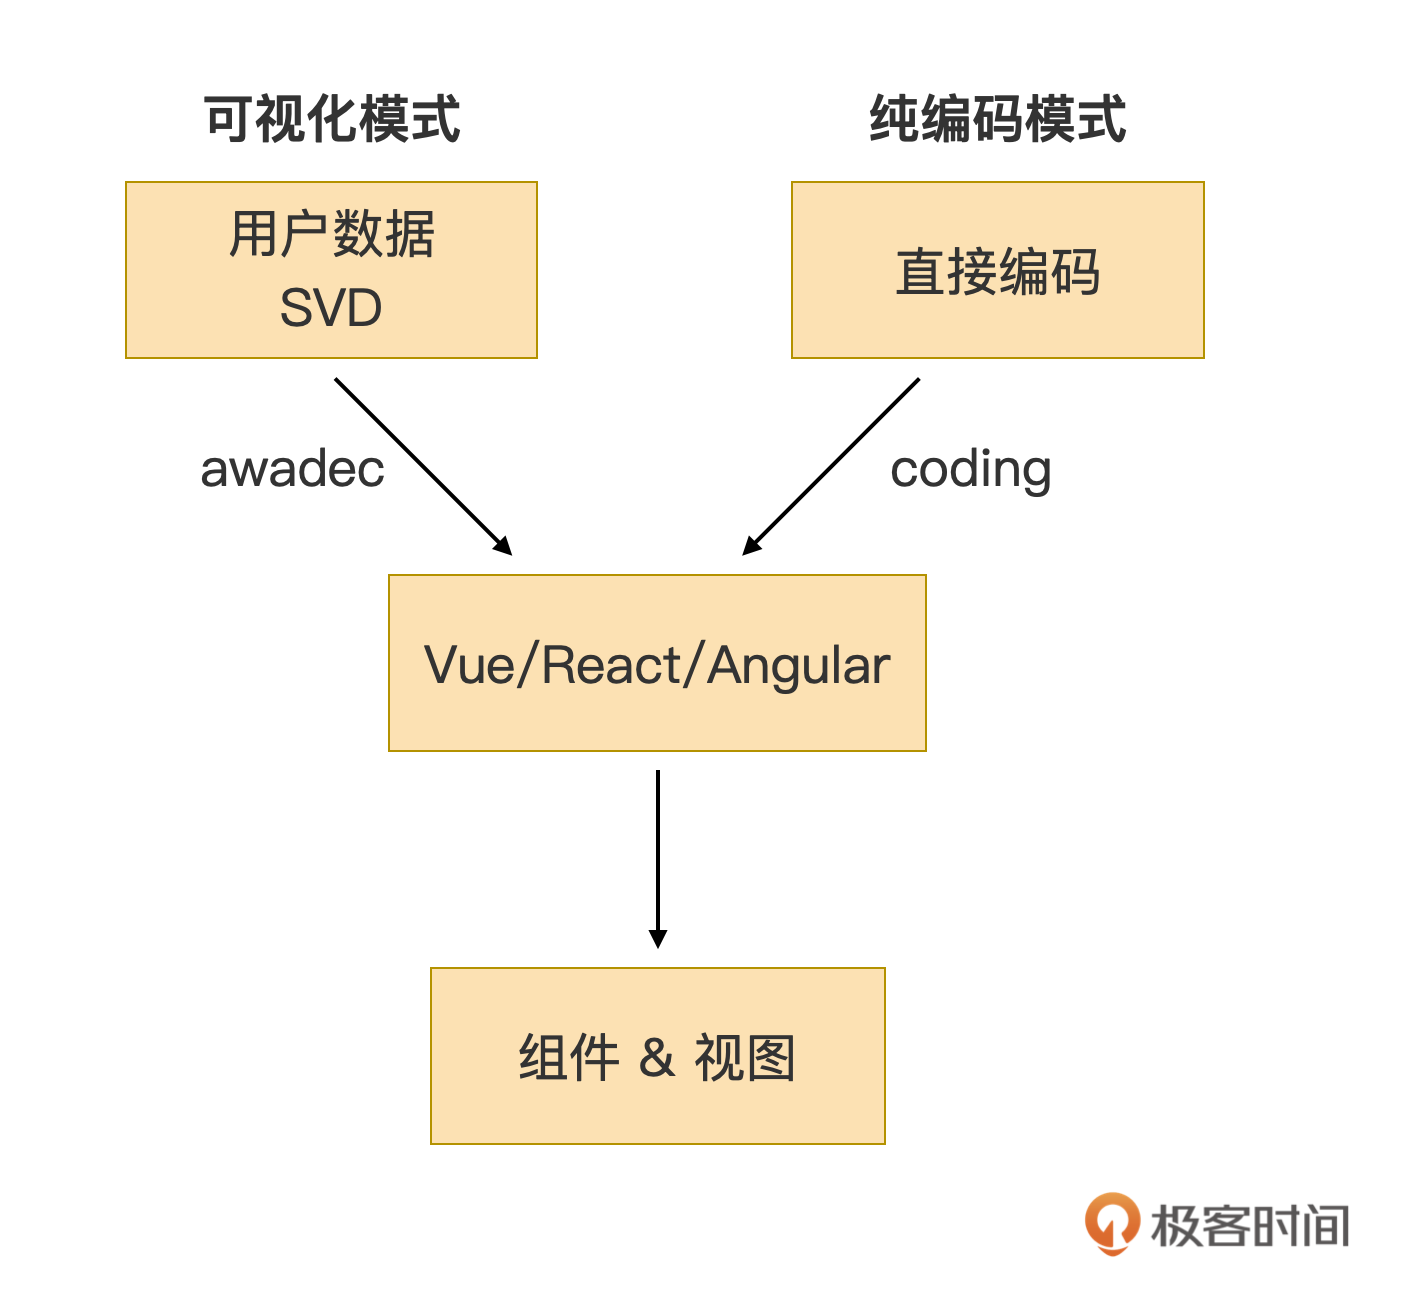 可视化模式
纯编码模式
用户数据
SVD
直接编码
awadec
coding
Vue/React/Angular
组件 & 视图
极客时间